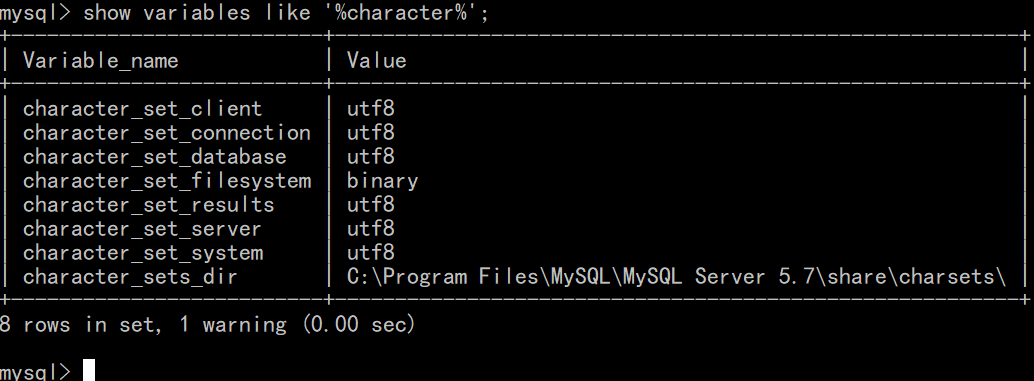 mysql> show variables like '%character%';
+--------------------------+---------------------------------------------------------+
| Variable_name | Value |
+--------------------------+---------------------------------------------------------+
| character_set_client | utf8 |
| character_set_connection | utf8 |
| character_set_database | utf8 |
| character_set_filesystem | binary |
| character_set_results | utf8 |
| character_set_server | utf8 |
| character_set_system | utf8 |
| character_sets_dir | C:\Program Files\MySQL\MySQL Server 5.7\share\charsets\ |
+--------------------------+---------------------------------------------------------+
8 rows in set, 1 warning (0.00 sec)
mysql>